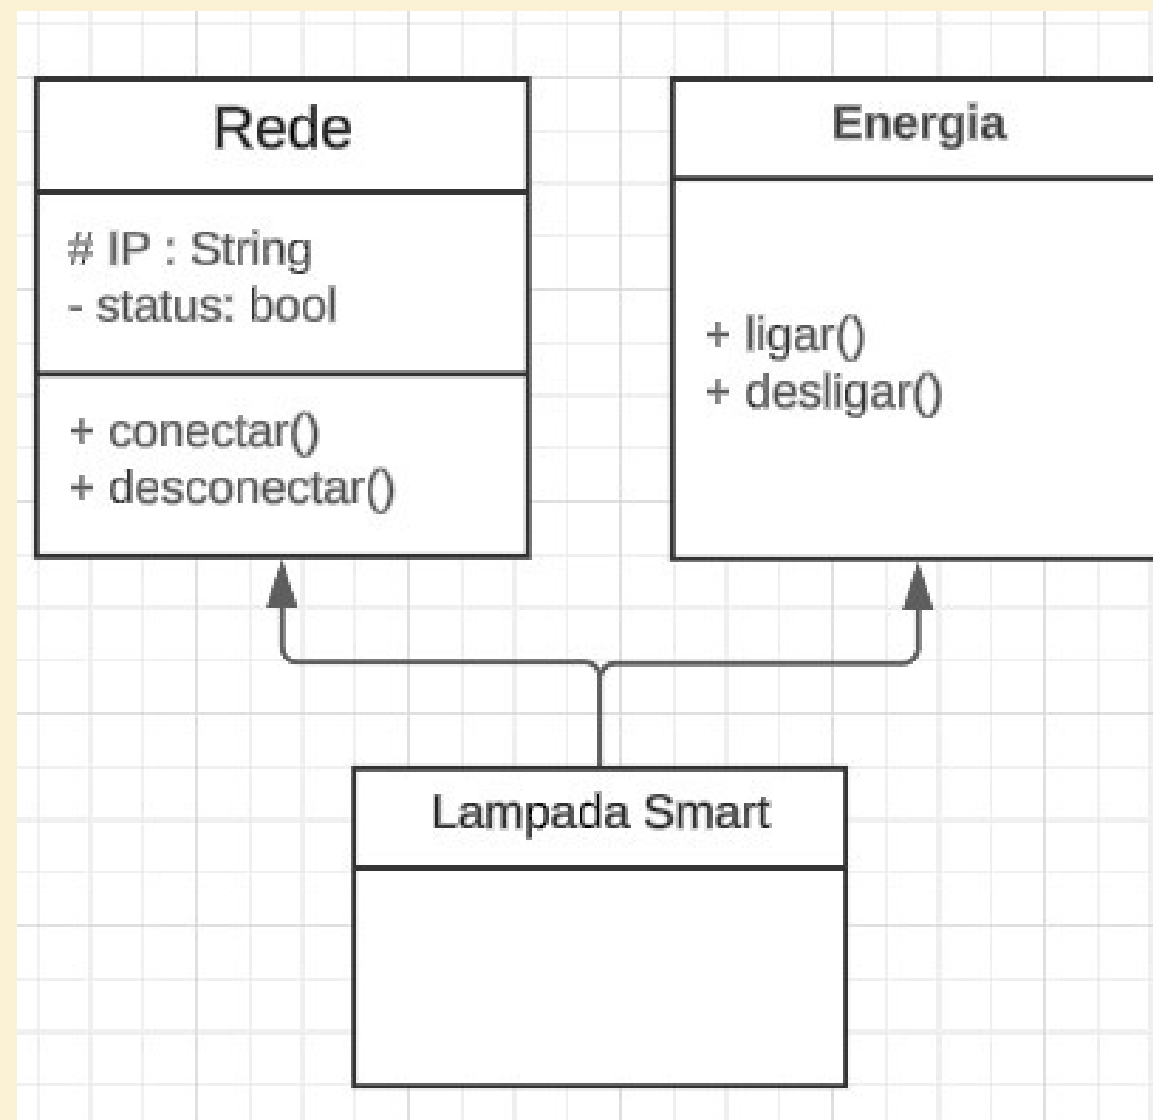 Rede
# IP : String
- status: bool
+ conectar()
+ desconectar()
Energia
+ ligar()
+ desligar()
Lampada Smart